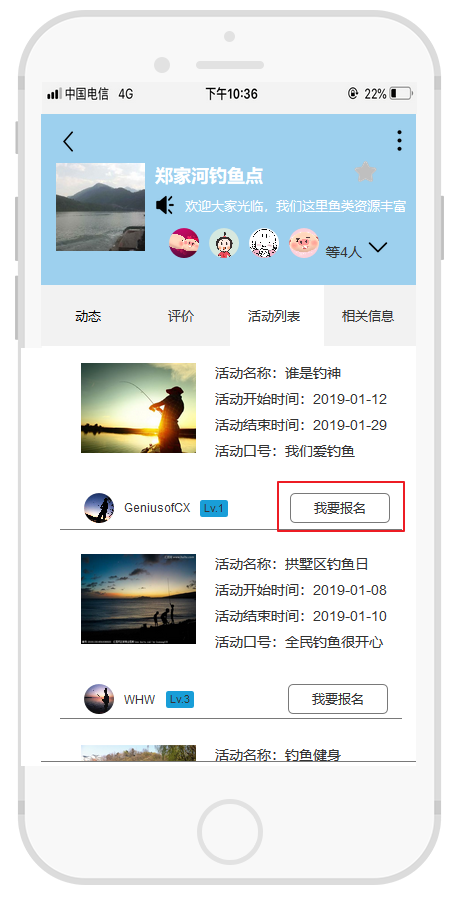 中国电信 4G 下午10:36 22%
郑家河钓鱼点
欢迎大家光临，我们这里鱼类资源丰富
等4人
动态 评价 活动列表 相关信息
活动名称：谁是钓神
活动开始时间：2019-01-12
活动结束时间：2019-01-29
活动口号：我们爱钓鱼
GeniusofCX Lv.1 我要报名
活动名称：拱墅区钓鱼日
活动开始时间：2019-01-08
活动结束时间：2019-01-10
活动口号：全民钓鱼很开心
WHW Lv.3 我要报名
活动名称：钓鱼健身